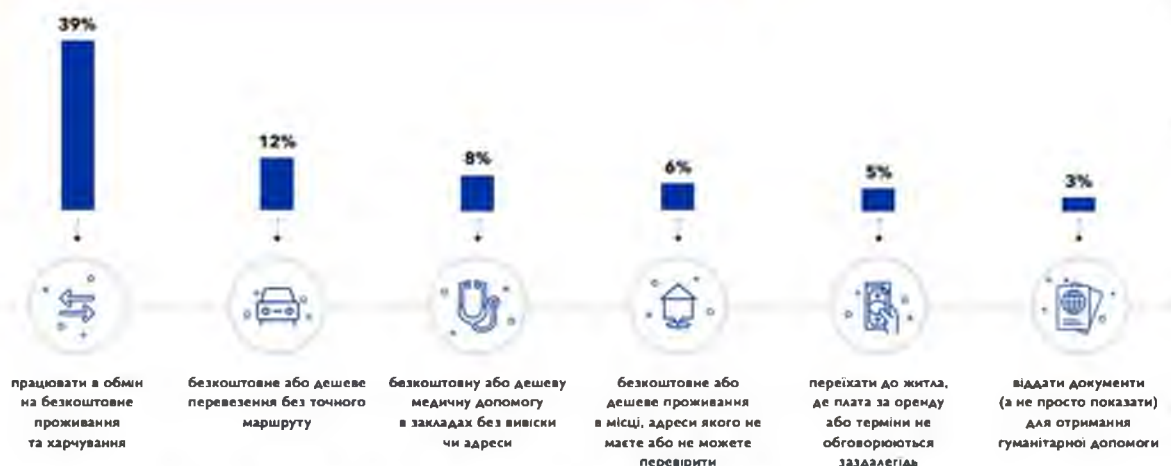 39%
12%
8%
6%
5%
3%
працювати в обмін
на безкоштовне
проживання
та харчування
безкоштовне або дешеве
перевезення без точного
маршруту
безкоштовну або дешеву
медичну допомогу
в закладах без вивіски
чи адреси
безкоштовне або
дешеве проживання
в місці, адреси якого не
маєте або не можете
перевірити
переїхати до житла,
де плата за оренду
або терміни не
обговорюються
заздалегідь
віддати документи
(а не просто показати)
для отримання
гуманітарної допомоги